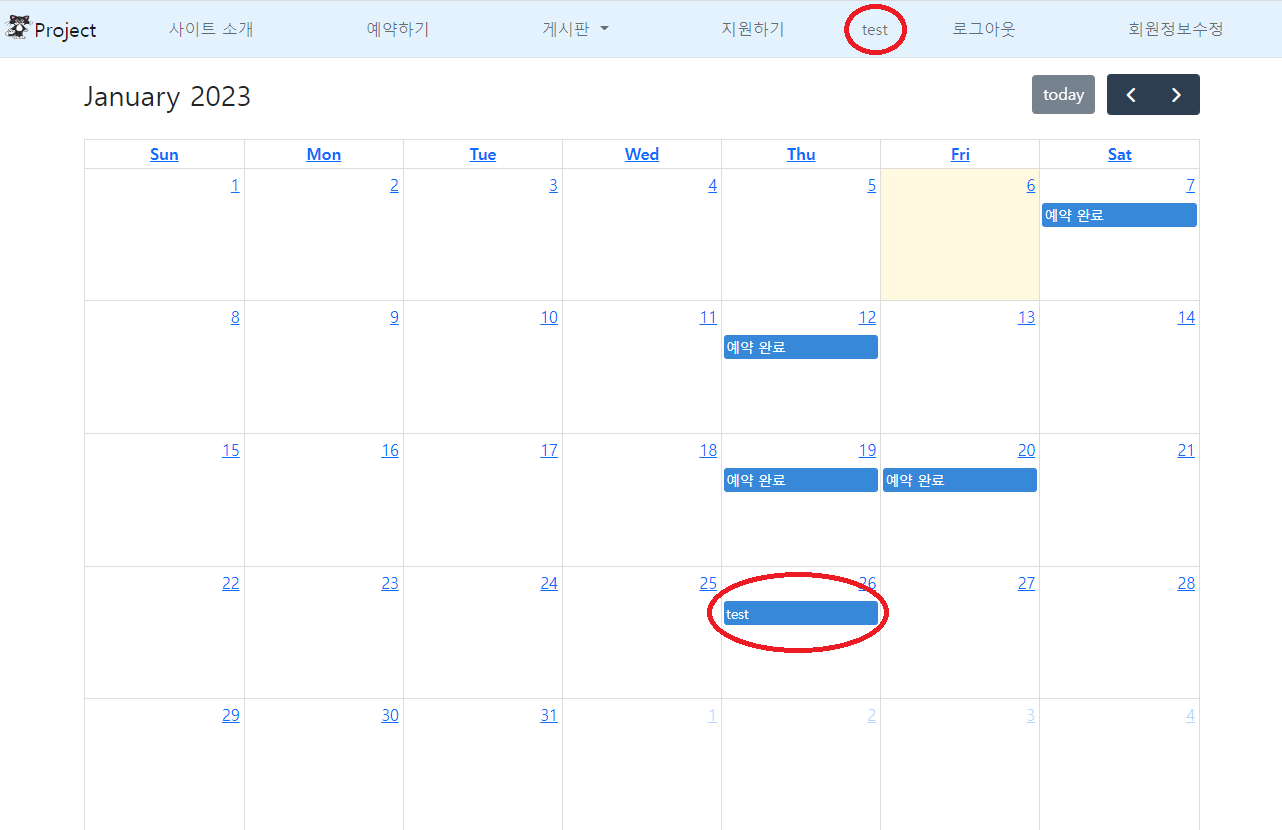 Project 사이트 소개 예약하기 게시판 지원하기 test 로그아웃 회원정보수정
January 2023 today
Sun Mon Tue Wed Thu Fri Sat
1 2 3 4 5 6 7
예약 완료
8 9 10 11 12 13 14
예약 완료
15 16 17 18 19 20 21
예약 완료 예약 완료
22 23 24 25 26 27 28
test
29 30 31 1 2 3 4